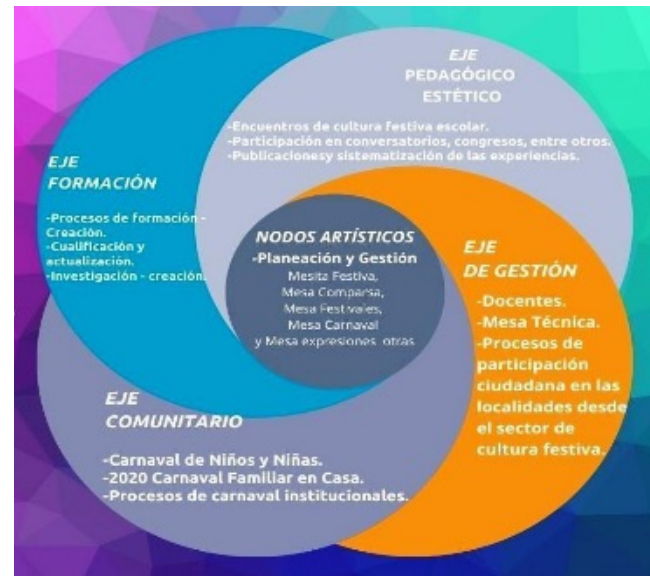 EJE
PEDAGÓGICO
ESTÉTICO
-Encuentros de cultura festiva escolar.
-Participación en conversatorios, congresos, entre otros.
-Publicacionesy sistematización de las experiencias.
EJE
FORMACIÓN
-Procesos de formación -
Creación.
-Cualificación y
actualización.
-Investigación - creación.
NODOS ARTÍSTICOS
-Planeación y Gestión
Mesita Festiva,
Mesa Comparsa,
Mesa Festivales,
Mesa Carnaval
y Mesa expresiones otras
EJE
DE GESTIÓN
-Docentes.
-Mesa Técnica.
-Procesos de
participación
ciudadana en las
localidades desde
el sector de
cultura festiva.
EJE
COMUNITARIO
-Carnaval de Niños y Niñas.
-2020 Carnaval Familiar en Casa.
-Procesos de carnaval institucionales.